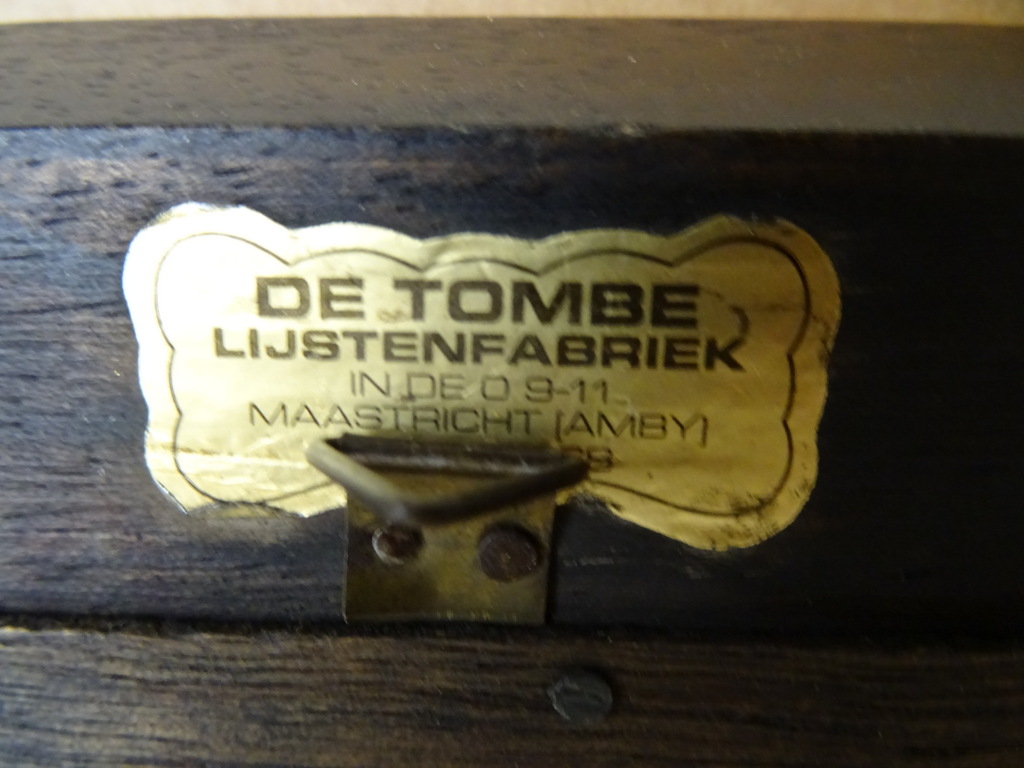 DE TOMBE
LIJSTENFABRIEK
IN DE O 9-11
MAASTRICHT (AMBY)